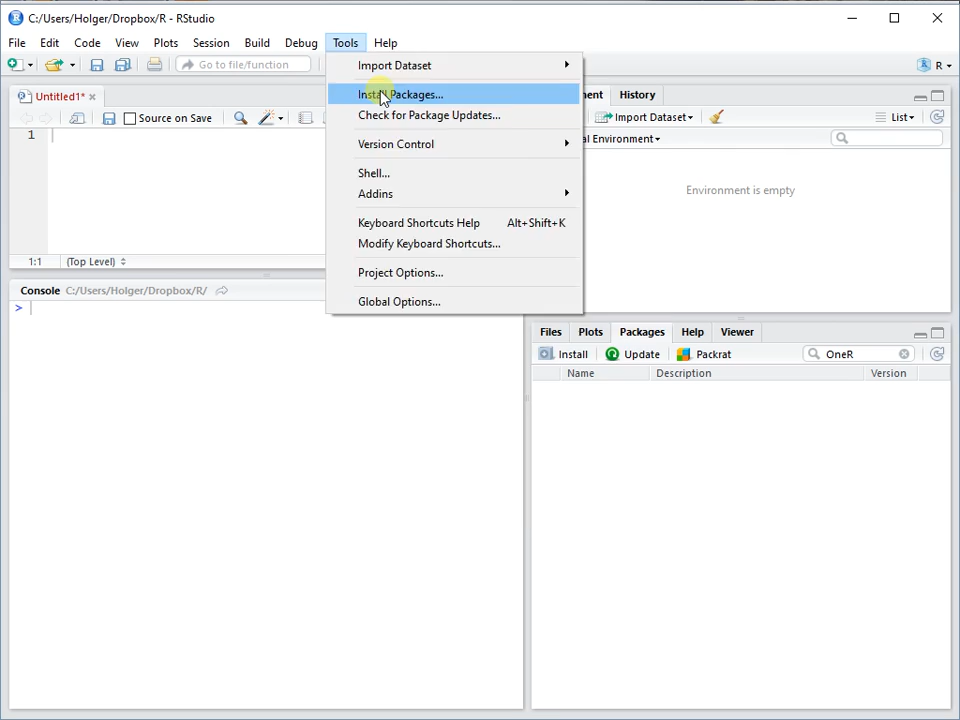 C:/Users/Holger/Dropbox/R - RStudio
File Edit Code View Plots Session Build Debug Tools Help
Go to file/function
R
Untitled1*
Source on Save
1
1:1 (Top Level)
Import Dataset
Install Packages...
Check for Package Updates...
Version Control
Shell...
Addins
Keyboard Shortcuts Help Alt+Shift+K
Modify Keyboard Shortcuts...
Project Options...
Global Options...
ment History
Import Dataset List
al Environment
Environment is empty
Console C:/Users/Holger/Dropbox/R/
>
Files Plots Packages Help Viewer
Install Update Packrat OneR
Name Description Version